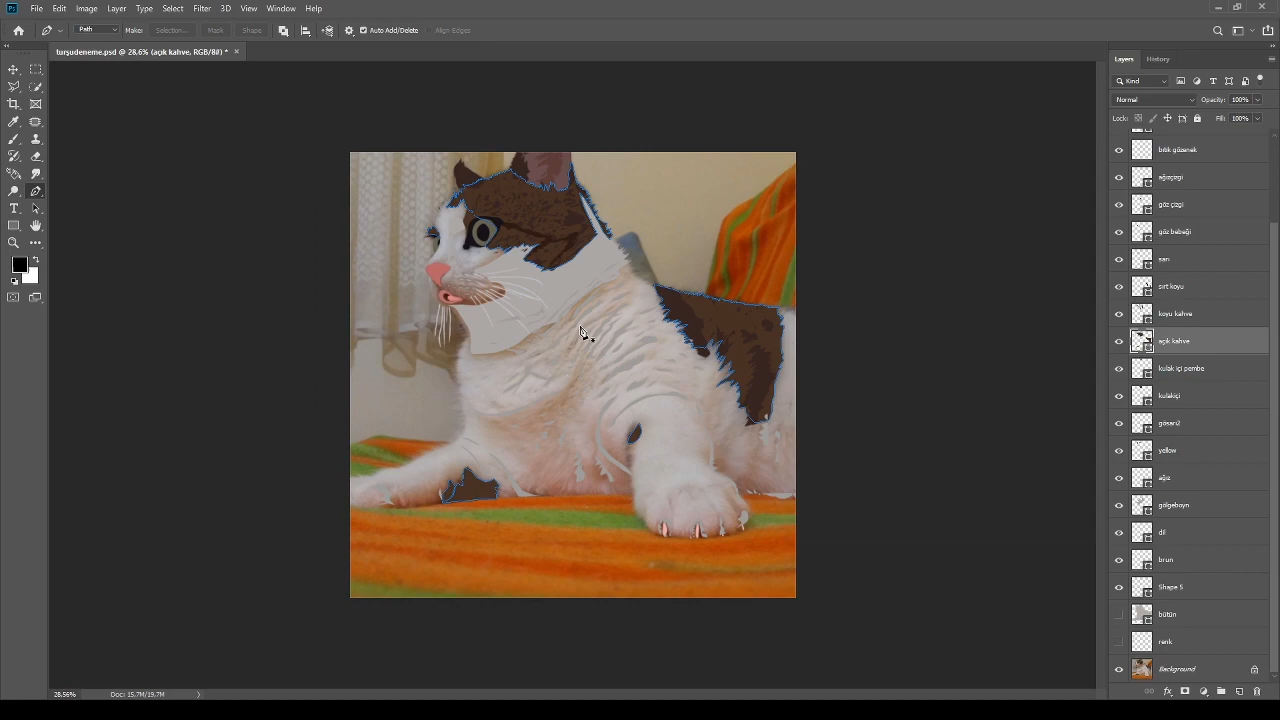 Ps File Edit Image Layer Type Select Filter 3D View Window Help
Path Make: Selection... Mask Shape Auto Add/Delete Align Edges
turşudeneme.psd @ 28,6% (açık kahve, RGB/8#) * ×
Layers History
Kind
Normal Opacity: 100%
Lock: Fill: 100%
bitik gözenek
ağızçizgi
göz çizgi
göz bebeği
sarı
sırt koyu
koyu kahve
açık kahve
kulak içi pembe
kulakiçi
gösarı2
yellow
ağız
gölgeboyn
dil
brun
Shape 5
bütün
renk
Background
28.56% Doc: 15.7M/19.7M